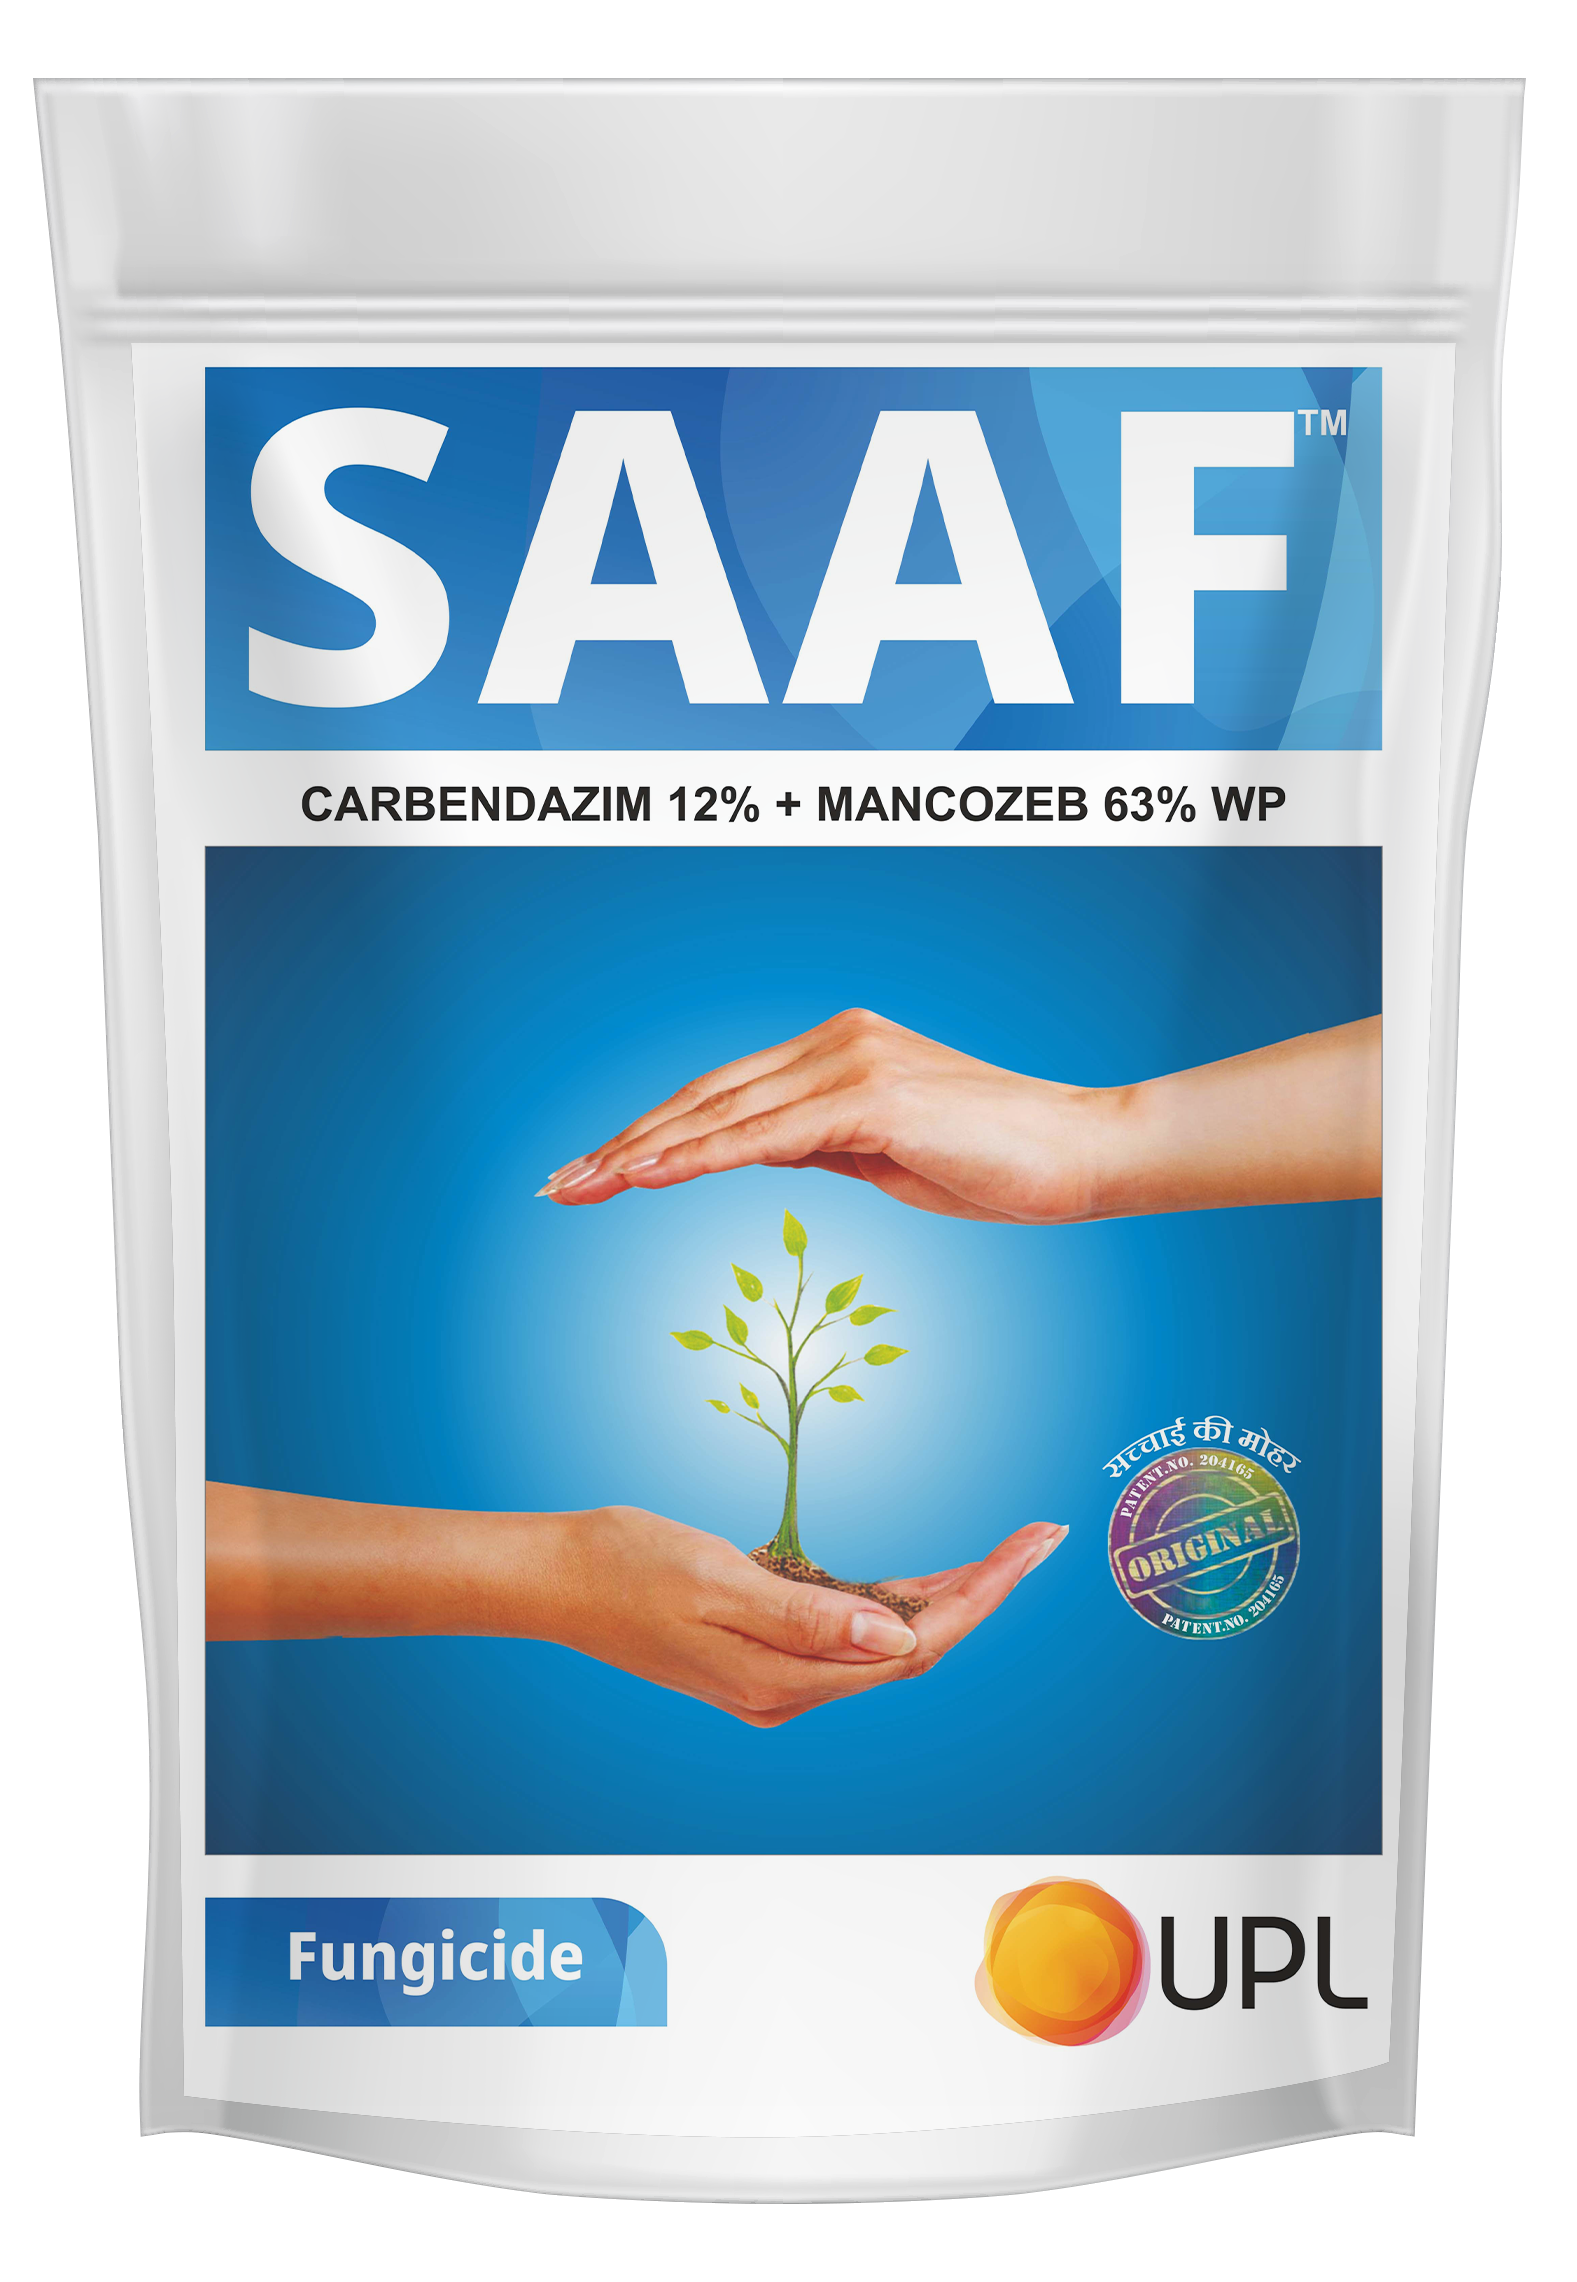 SAAF™
CARBENDAZIM 12% + MANCOZEB 63% WP
सच्चाई की मोहर
PATENT.NO. 204165
ORIGINAL
PATENT.NO. 204165
Fungicide
UPL